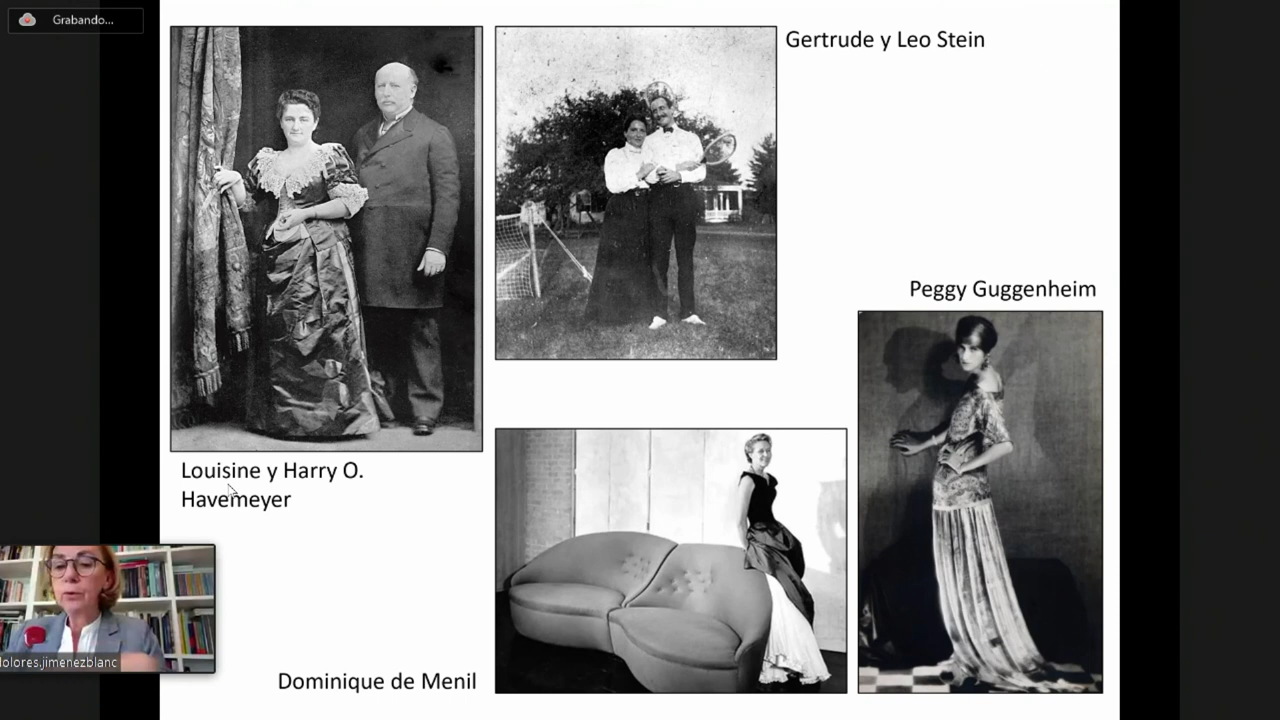 Grabando...
Gertrude y Leo Stein
Peggy Guggenheim
Louisine y Harry O.
Havemeyer
Dominique de Menil
dolores.jimenezblanc